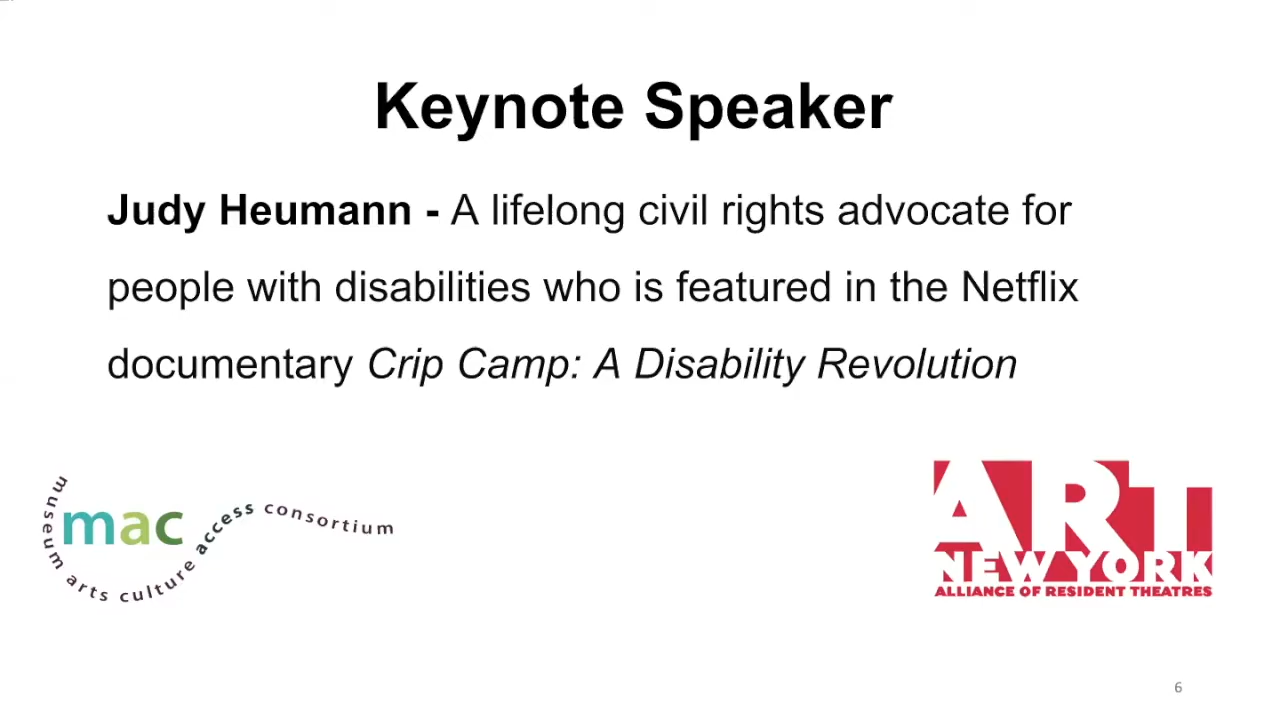 Keynote Speaker
Judy Heumann - A lifelong civil rights advocate for
people with disabilities who is featured in the Netflix
documentary Crip Camp: A Disability Revolution
mac
museum arts culture access consortium
ART
NEW YORK
ALLIANCE OF RESIDENT THEATRES
6